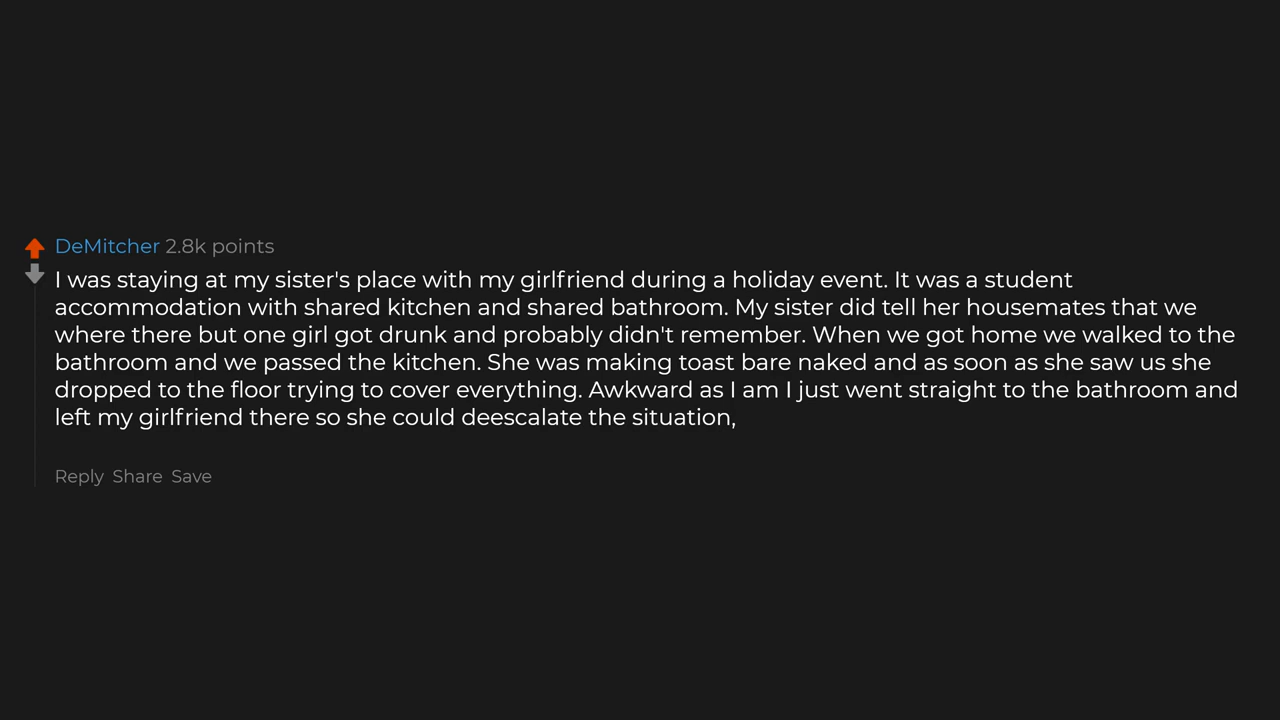 DeMitcher 2.8k points
I was staying at my sister's place with my girlfriend during a holiday event. It was a student
accommodation with shared kitchen and shared bathroom. My sister did tell her housemates that we
where there but one girl got drunk and probably didn't remember. When we got home we walked to the
bathroom and we passed the kitchen. She was making toast bare naked and as soon as she saw us she
dropped to the floor trying to cover everything. Awkward as I am I just went straight to the bathroom and
left my girlfriend there so she could deescalate the situation,
Reply Share Save